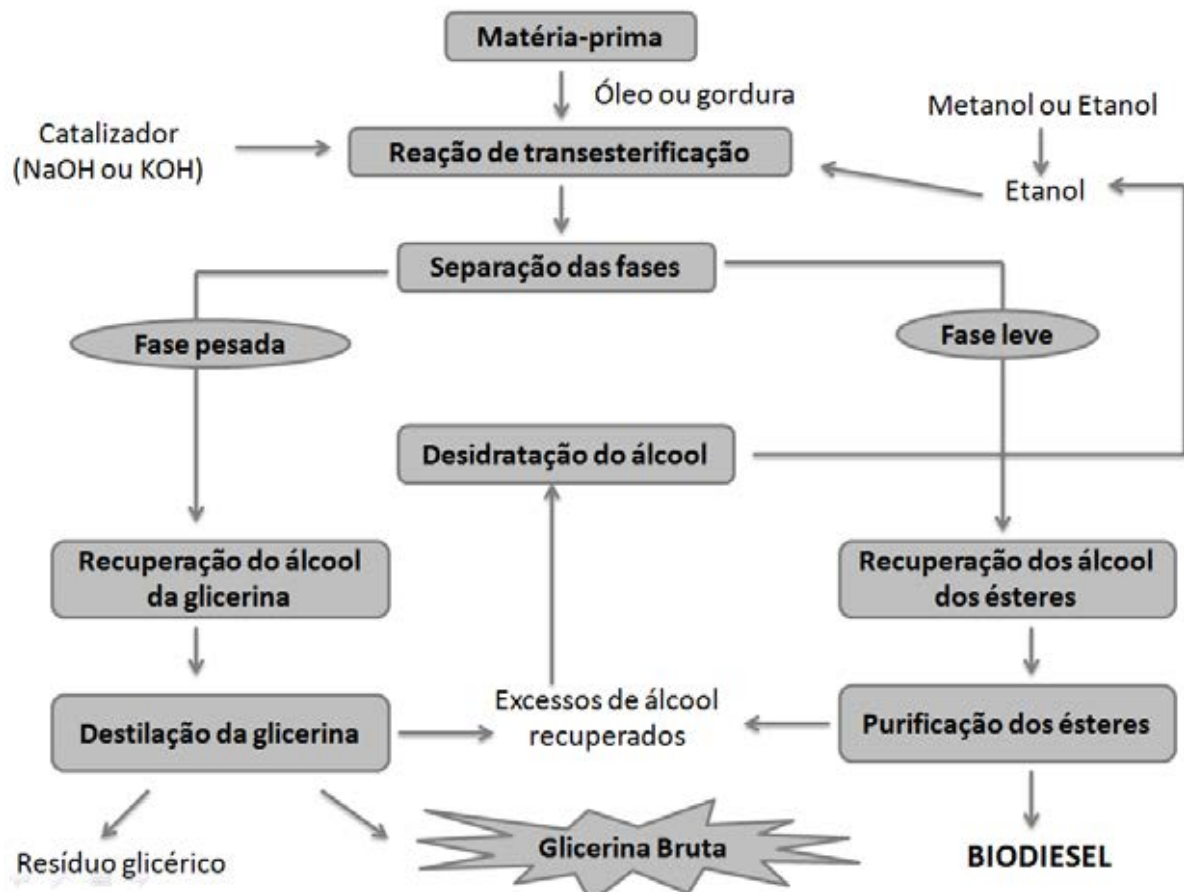 Matéria-prima
Óleo ou gordura
Metanol ou Etanol
Catalizador
(NaOH ou KOH)
Reação de transesterificação
Etanol
Separação das fases
Fase pesada
Fase leve
Desidratação do álcool
Recuperação do álcool
da glicerina
Recuperação dos álcool
dos ésteres
Destilação da glicerina
Excessos de álcool
recuperados
Purificação dos ésteres
Resíduo glicérico
Glicerina Bruta
BIODIESEL